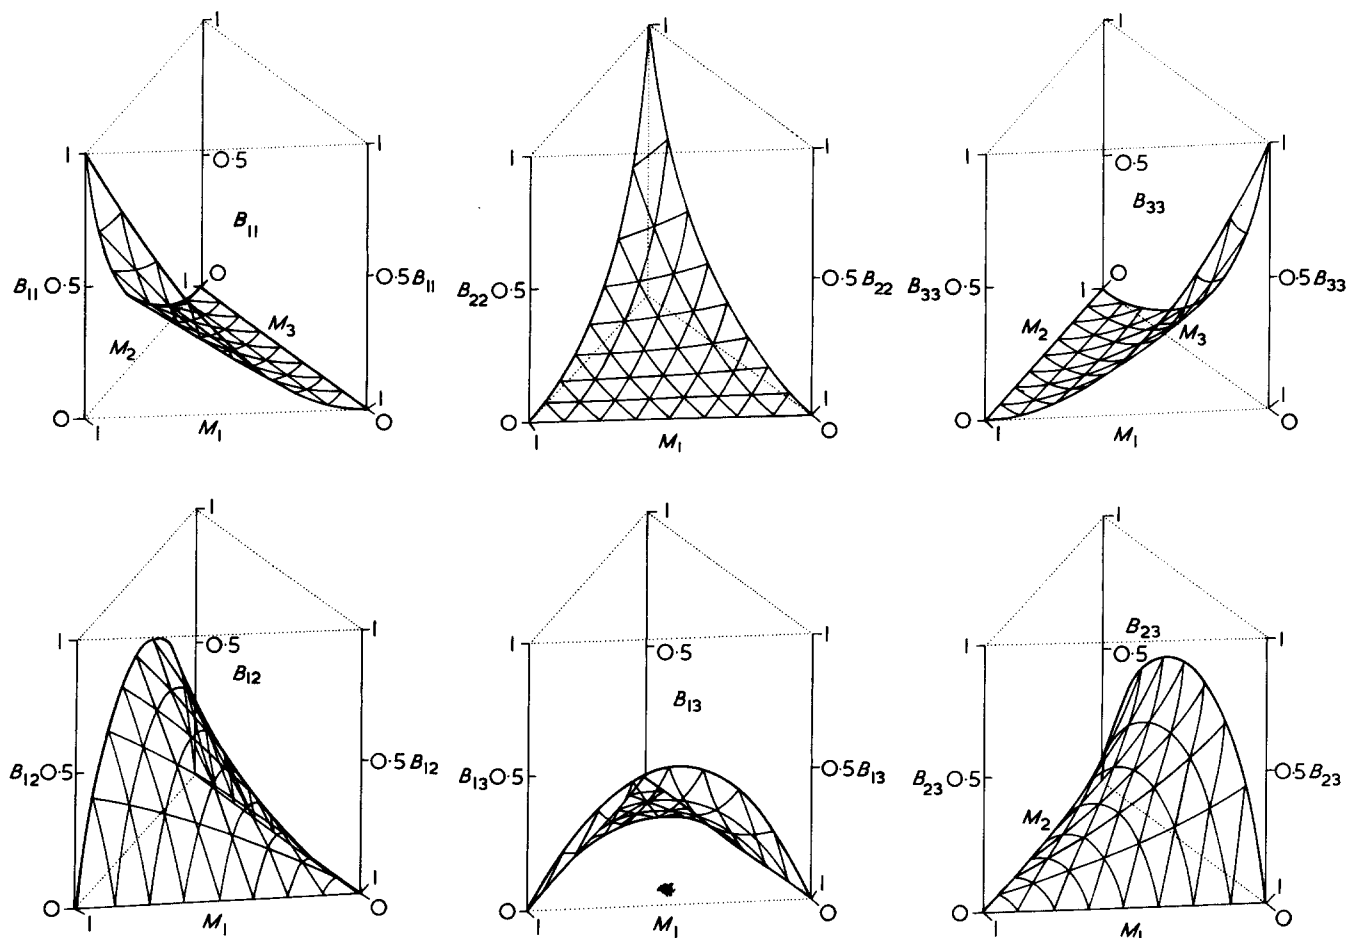 1 1 1
1 1 1 1 1 1
0.5 B11 B33
B11 0.5 1 0 0.5 B11 B22 0.5 0.5 B22 B33 0.5 1 0 0.5 B33
M2 M3 M2 M3
0 1 M1 1 0 0 1 M1 1 0 0 1 M1 1 0
1 1 1
1 1 1 1 1 1
0.5 B12 0.5 B13 B23 0.5
B12 0.5 0.5 B12 B13 0.5 0.5 B13 B23 0.5 0.5 B23
M2
0 1 M1 1 0 0 1 M1 1 0 0 1 M1 1 0